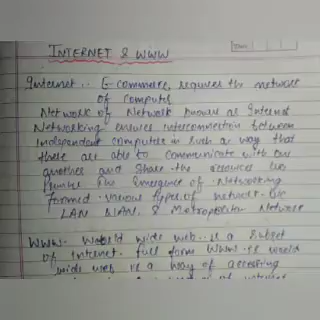 INTERNET & WWW
Internet.. E-commerce requires the network
of computer
Network of Network known as Internet
Networking ensures interconnection between
independent computers in such a way that
these are able to communicate with one
another and share the resources
the emergence of Networking
formed various types of network
LAN WAN & Metropolitan Network
WWW. World wide web. is a subset
of Internet. full form WWW is world
wide web is a way of accessing